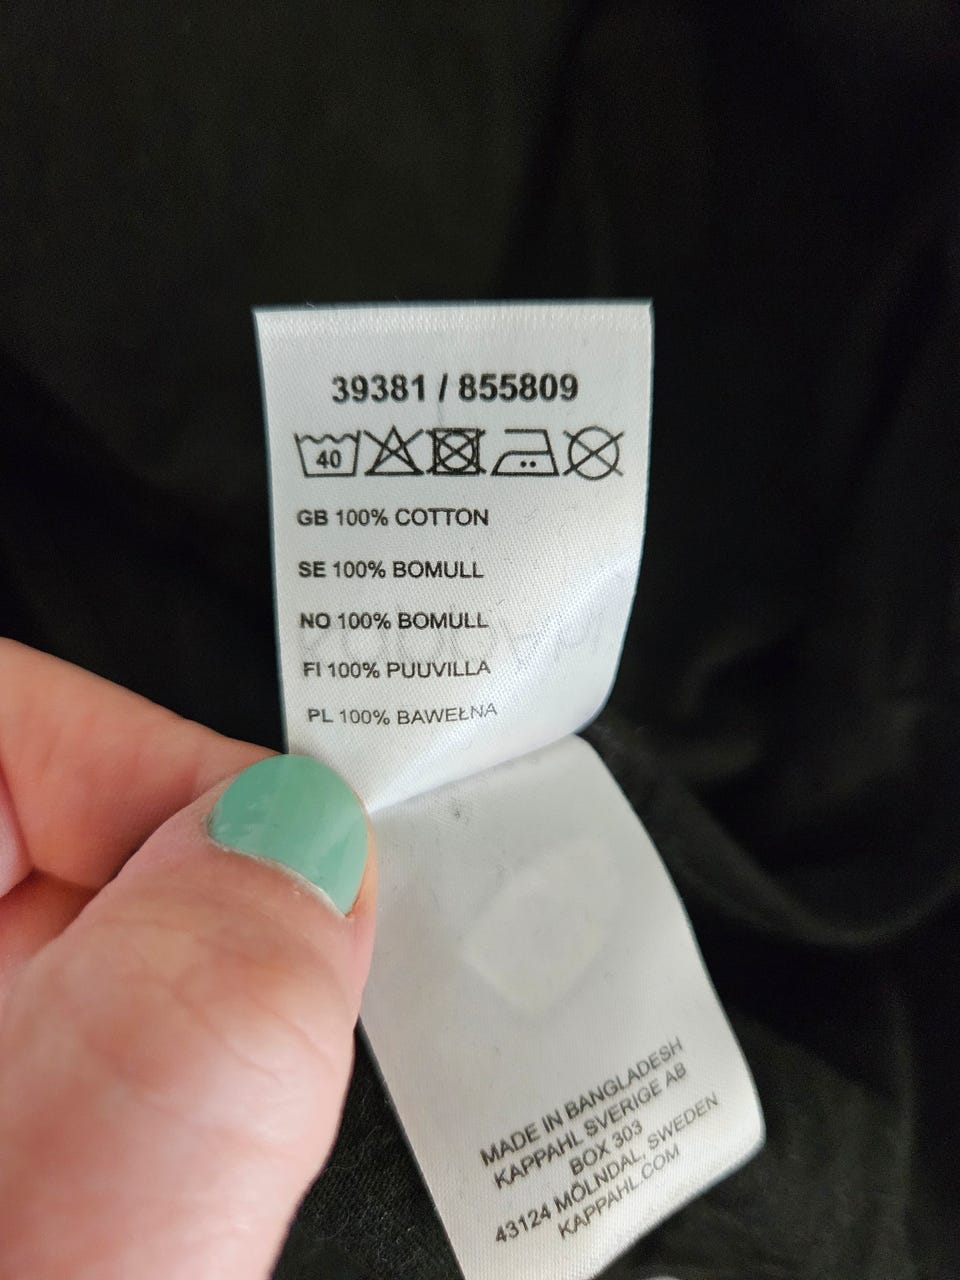 39381 / 855809
40
GB 100% COTTON
SE 100% BOMULL
NO 100% BOMULL
FI 100% PUUVILLA
PL 100% BAWEŁNA
MADE IN BANGLADESH
KAPPAHL SVERIGE AB
BOX 303
43124 MÖLNDAL, SWEDEN
KAPPAHL.COM